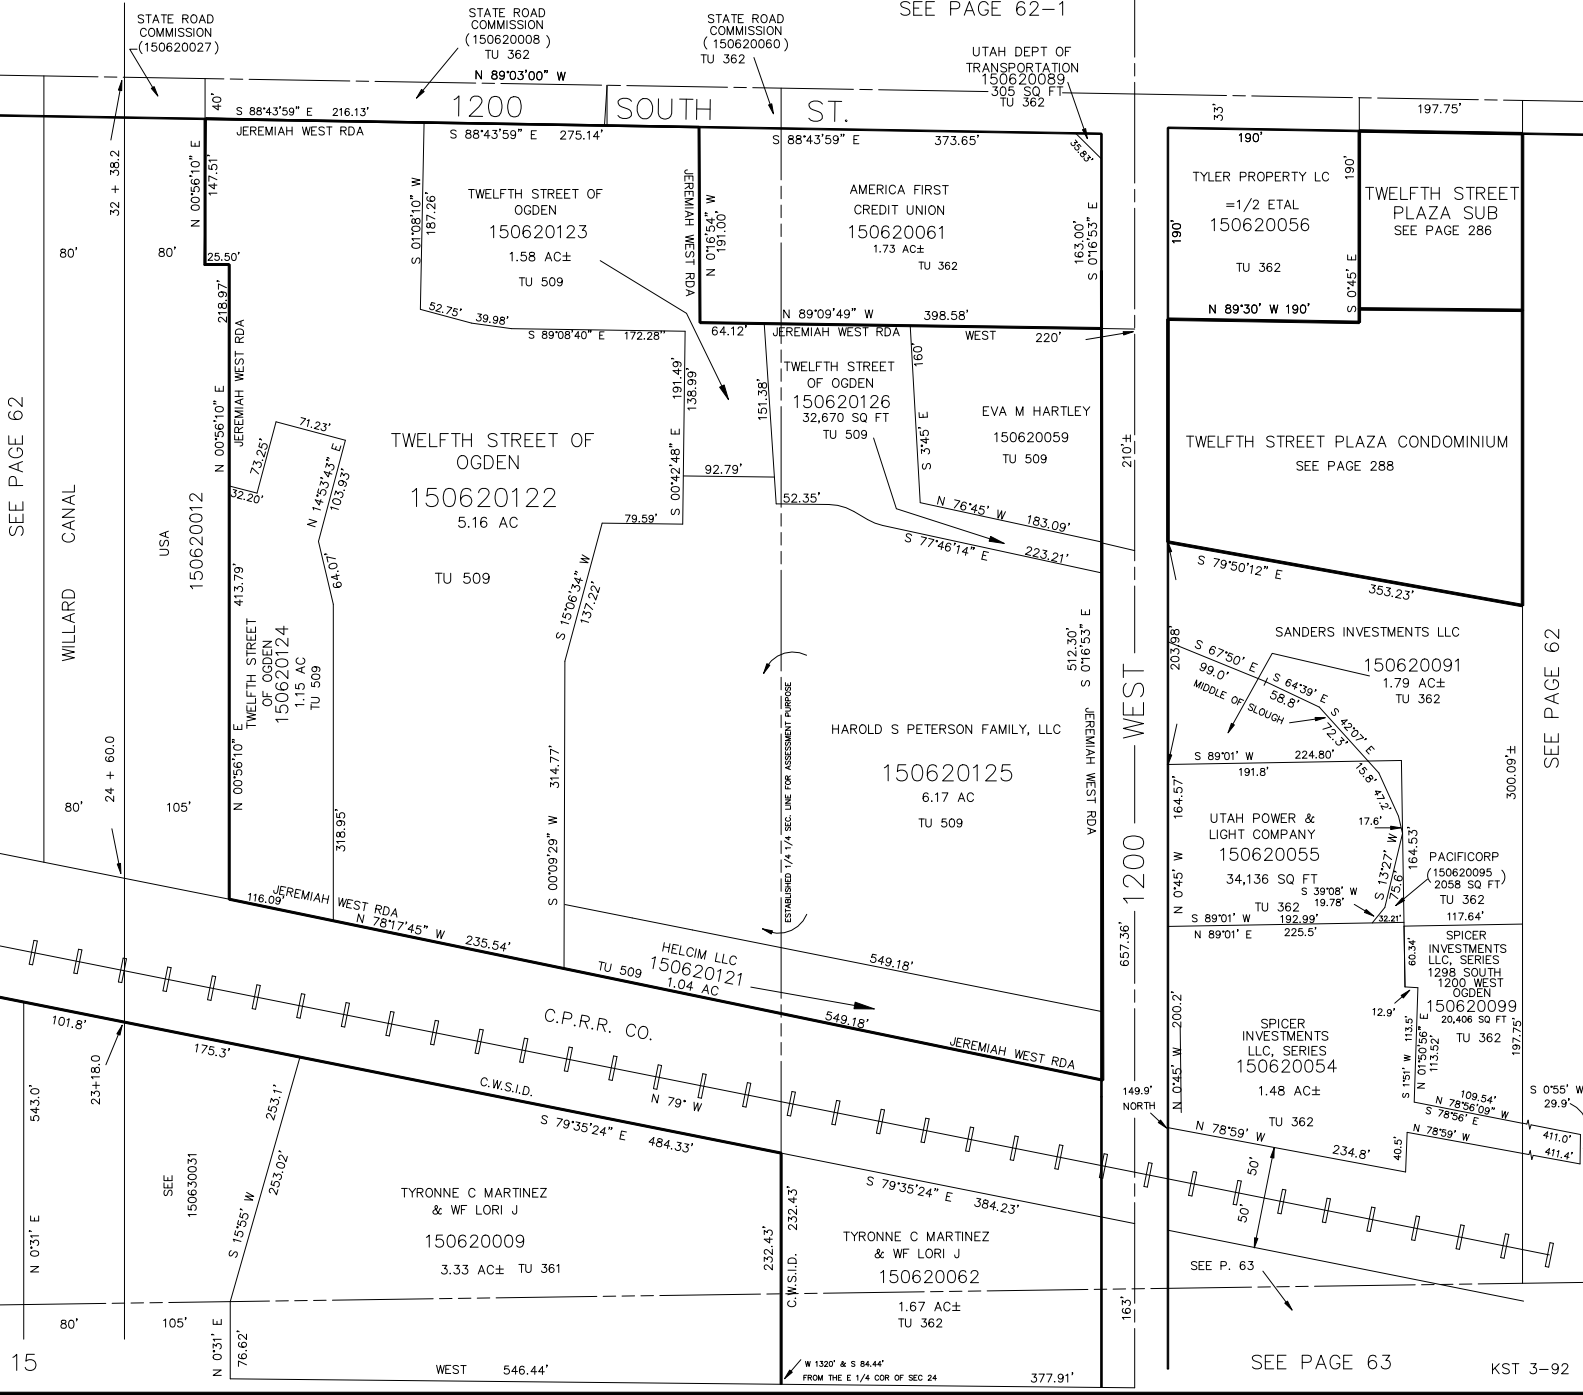 SEE PAGE 62-1
STATE ROAD
COMMISSION
(150620027)
STATE ROAD
COMMISSION
(150620008 )
TU 362
STATE ROAD
COMMISSION
( 150620060)
TU 362
UTAH DEPT OF
TRANSPORTATION
150620089
305 SQ FT
TU 362
N 89°03'00" W
1200 SOUTH ST.
40'
S 88°43'59" E 216.13'
JEREMIAH WEST RDA
S 88°43'59" E 275.14'
S 88°43'59" E 373.65'
35.83'
33'
197.75'
190'
32 + 38.2
N 00°56'10" E
147.51'
80'
80'
25.50'
S 01°08'10" W
187.26'
TWELFTH STREET OF
OGDEN
150620123
1.58 AC±
TU 509
JEREMIAH WEST RDA
N 0°16'54" W
191.00'
AMERICA FIRST
CREDIT UNION
150620061
1.73 AC±
TU 362
163.00'
S 0°16'53" E
190'
TYLER PROPERTY LC
=1/2 ETAL
150620056
TU 362
190'
S 0°45' E
N 89°30' W 190'
TWELFTH STREET
PLAZA SUB
SEE PAGE 286
218.97'
JEREMIAH WEST RDA
N 00°56'10" E
52.75'
39.98'
S 89°08'40" E 172.28"
64.12'
N 89°09'49" W 398.58'
JEREMIAH WEST RDA
WEST 220'
191.49'
138.99'
151.38'
S 00°42'48" E
92.79'
TWELFTH STREET
OF OGDEN
150620126
32,670 SQ FT
TU 509
160'
S 3°45' E
EVA M HARTLEY
150620059
TU 509
210'±
TWELFTH STREET PLAZA CONDOMINIUM
SEE PAGE 288
SEE PAGE 62
WILLARD CANAL
USA
150620012
71.23'
73.25'
32.20'
N 14°53'43" E
103.93'
64.07'
TWELFTH STREET OF
OGDEN
150620122
5.16 AC
TU 509
79.59'
S 15°06'34" W
137.22'
52.35'
N 76°45' W 183.09'
S 77°46'14" E 223.21'
S 79°50'12" E 353.23'
413.79'
TWELFTH STREET
OF OGDEN
150620124
1.15 AC
TU 509
N 00°56'10" E
318.95'
314.77'
S 00°09'29" W
ESTABLISHED 1/4 1/4 SEC. LINE FOR ASSESSMENT PURPOSE
HAROLD S PETERSON FAMILY, LLC
150620125
6.17 AC
TU 509
512.30'
S 0°16'53" E
JEREMIAH WEST RDA
1200 WEST
203.98'
S 67°50' E
99.0'
S 64°39' E
58.8'
MIDDLE OF SLOUGH
S 42°07' E
72.3'
15.8'
47.2'
17.6'
SANDERS INVESTMENTS LLC
150620091
1.79 AC±
TU 362
SEE PAGE 62
300.09'±
S 89°01' W 224.80'
191.8'
164.57'
N 0°45' W
UTAH POWER &
LIGHT COMPANY
150620055
34,136 SQ FT
TU 362
S 13°27' W
75.6'
164.53'
S 39°08' W
19.78'
PACIFICORP
(150620095 )
2058 SQ FT
TU 362
S 89°01' W 192.99'
32.21'
117.64'
N 89°01' E 225.5'
24 + 60.0
80'
105'
116.09'
JEREMIAH WEST RDA
N 78°17'45" W 235.54'
HELCIM LLC
150620121
TU 509
1.04 AC
549.18'
549.18'
JEREMIAH WEST RDA
657.36'
60.34'
12.9'
SPICER
INVESTMENTS
LLC, SERIES
1298 SOUTH
1200 WEST
OGDEN
150620099
20,406 SQ FT
TU 362
197.75'
N 0°45' W 200.2'
SPICER
INVESTMENTS
LLC, SERIES
150620054
1.48 AC±
TU 362
S 1°51' W 113.5'
N 01°50'56" E
113.52'
C.P.R.R. CO.
101.8'
175.3'
C.W.S.I.D.
N 79° W
S 79°35'24" E 484.33'
23+18.0
543.0'
N 0°31' E
253.1'
253.02'
S 15°55' W
SEE
150630031
149.9'
NORTH
N 78°59' W 234.8'
40.5'
109.54'
N 78°56'09" W
S 78°56' E
N 78°59' W
S 0°55' W
29.9'
411.0'
411.4'
50'
50'
S 79°35'24" E 384.23'
TYRONNE C MARTINEZ
& WF LORI J
150620009
3.33 AC± TU 361
232.43'
232.43'
C.W.S.I.D.
TYRONNE C MARTINEZ
& WF LORI J
150620062
1.67 AC±
TU 362
163'
SEE P. 63
80'
105'
N 0°31' E
76.62'
WEST 546.44'
W 1320' & S 84.44'
FROM THE E 1/4 COR OF SEC 24
377.91'
15
SEE PAGE 63
KST 3-92